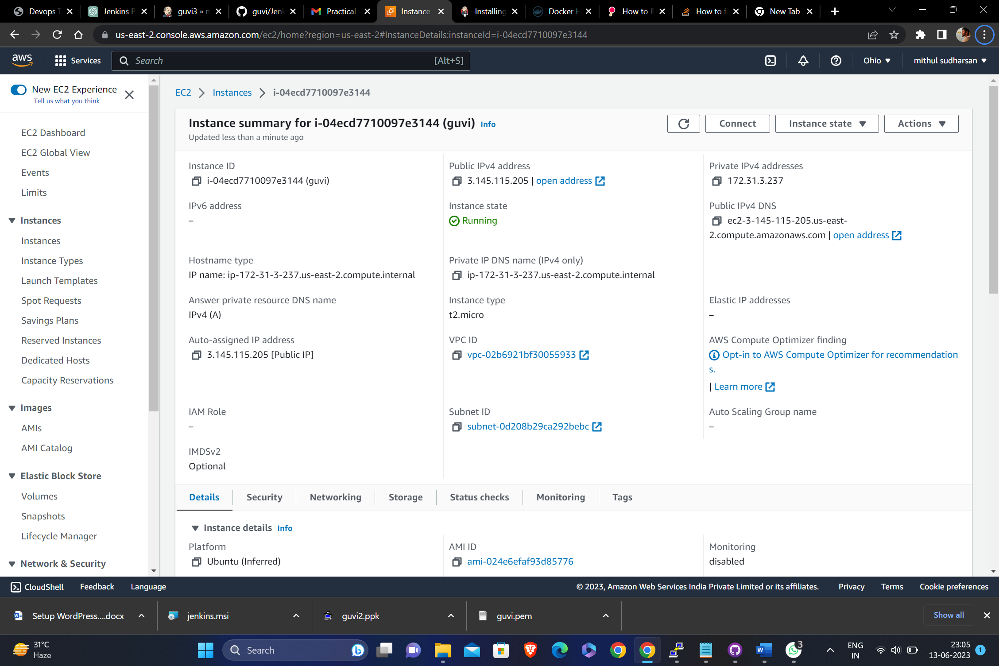 Devops T
Jenkins P
guvi3 » n
guvi/Jenk
Practical
Instance
Installing
Docker H
How to B
How to f
New Tab
us-east-2.console.aws.amazon.com/ec2/home?region=us-east-2#InstanceDetails:instanceId=i-04ecd7710097e3144
aws
Services
Search
[Alt+S]
Ohio
mithul sudharsan
New EC2 Experience
Tell us what you think
EC2 Dashboard
EC2 Global View
Events
Limits
Instances
Instances
Instance Types
Launch Templates
Spot Requests
Savings Plans
Reserved Instances
Dedicated Hosts
Capacity Reservations
Images
AMIs
AMI Catalog
Elastic Block Store
Volumes
Snapshots
Lifecycle Manager
Network & Security
EC2 > Instances > i-04ecd7710097e3144
Instance summary for i-04ecd7710097e3144 (guvi) Info
Updated less than a minute ago
Connect
Instance state
Actions
Instance ID
i-04ecd7710097e3144 (guvi)
Public IPv4 address
3.145.115.205 | open address
Private IPv4 addresses
172.31.3.237
IPv6 address
–
Instance state
Running
Public IPv4 DNS
ec2-3-145-115-205.us-east-
2.compute.amazonaws.com | open address
Hostname type
IP name: ip-172-31-3-237.us-east-2.compute.internal
Private IP DNS name (IPv4 only)
ip-172-31-3-237.us-east-2.compute.internal
Answer private resource DNS name
IPv4 (A)
Instance type
t2.micro
Elastic IP addresses
–
Auto-assigned IP address
3.145.115.205 [Public IP]
VPC ID
vpc-02b6921bf30055933
AWS Compute Optimizer finding
Opt-in to AWS Compute Optimizer for recommendation
s.
| Learn more
IAM Role
–
Subnet ID
subnet-0d208b29ca292bebc
Auto Scaling Group name
–
IMDSv2
Optional
Details
Security
Networking
Storage
Status checks
Monitoring
Tags
Instance details Info
Platform
Ubuntu (Inferred)
AMI ID
ami-024e6efaf93d85776
Monitoring
disabled
CloudShell
Feedback
Language
© 2023, Amazon Web Services India Private Limited or its affiliates.
Privacy
Terms
Cookie preferences
Setup WordPress....docx
jenkins.msi
guvi2.ppk
guvi.pem
Show all
31°C
Haze
Search
3
ENG
IN
23:05
13-06-2023
1